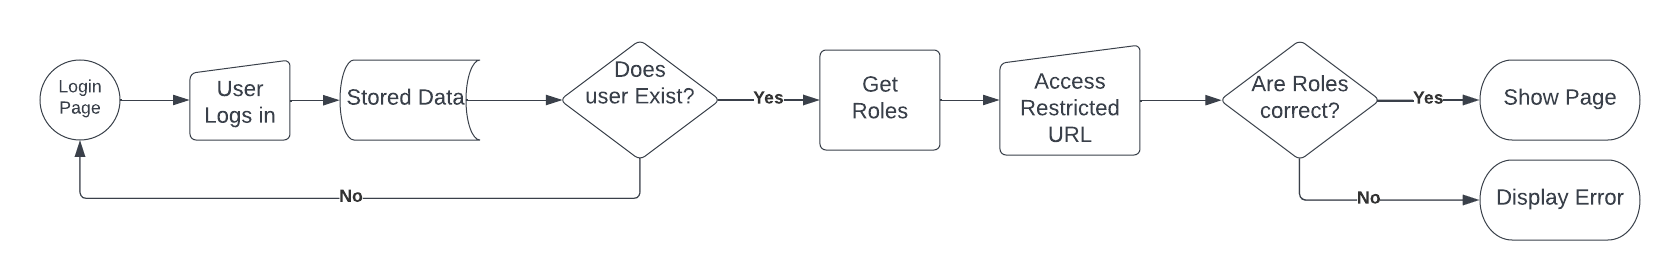 Login
Page
User
Logs in
Stored Data
Does
user Exist?
Yes
No
Get
Roles
Access
Restricted
URL
Are Roles
correct?
Yes
Show Page
No
Display Error